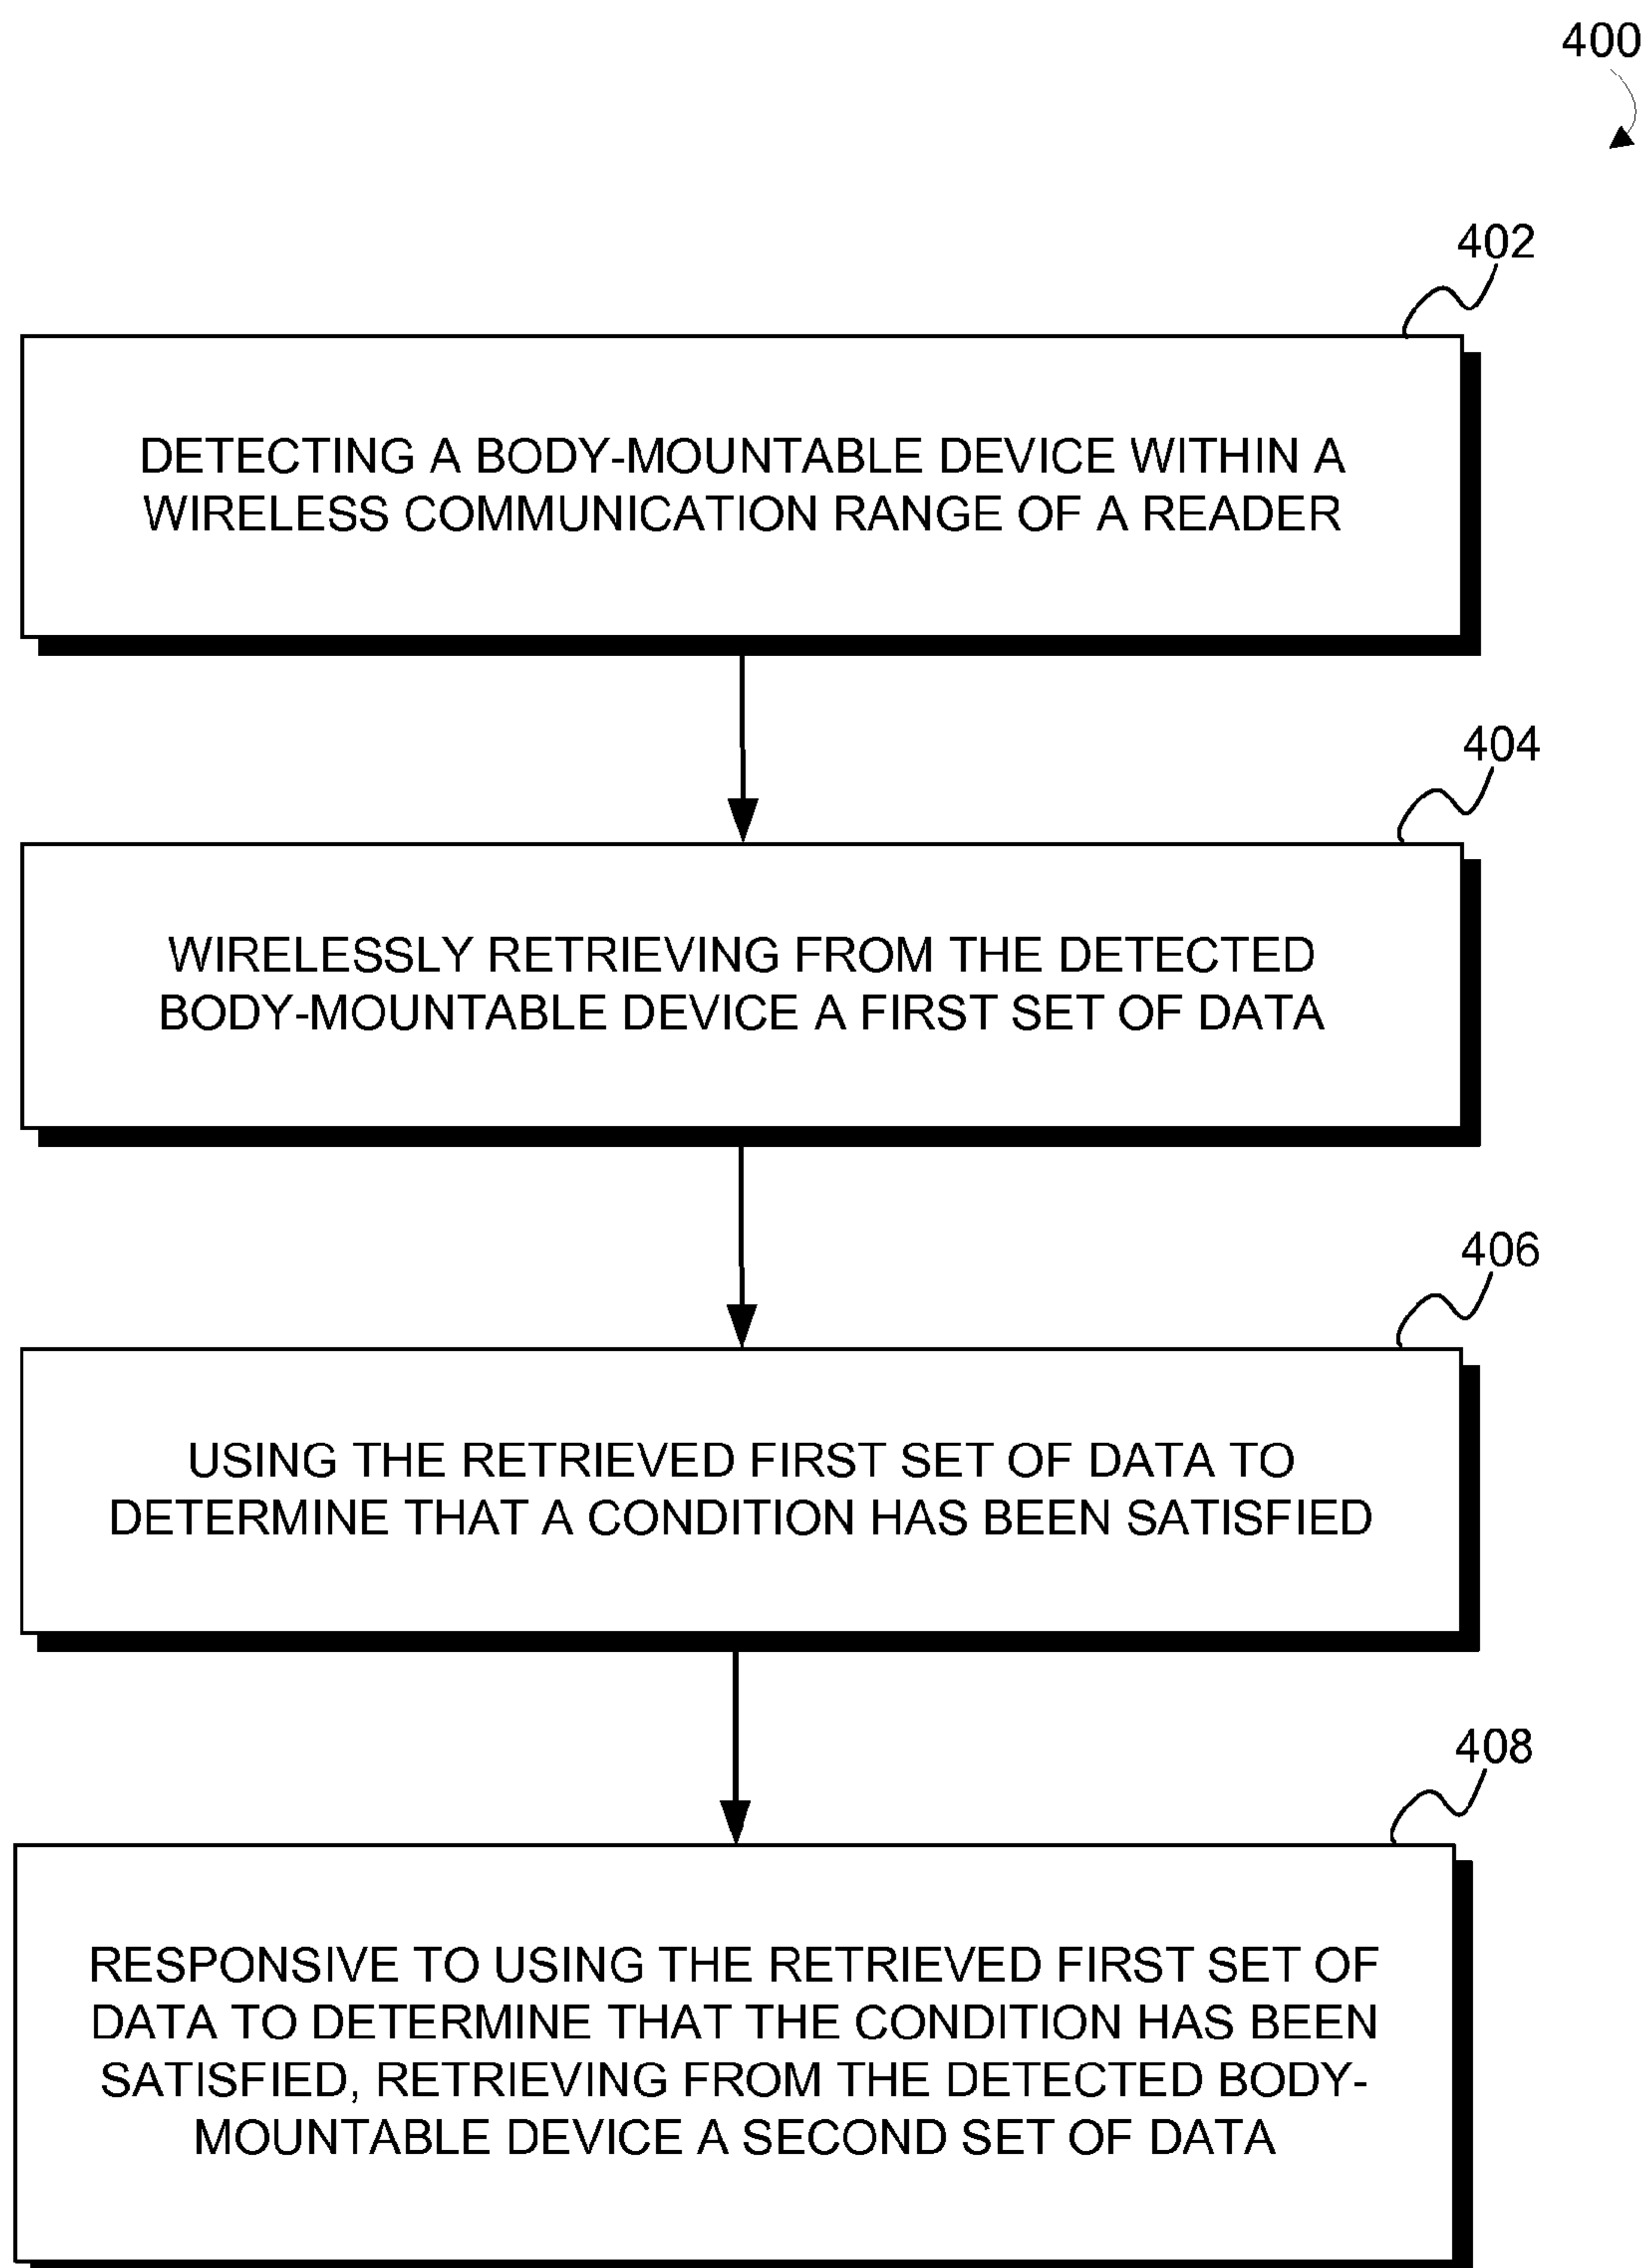 400
402
DETECTING A BODY-MOUNTABLE DEVICE WITHIN A
WIRELESS COMMUNICATION RANGE OF A READER
404
WIRELESSLY RETRIEVING FROM THE DETECTED
BODY-MOUNTABLE DEVICE A FIRST SET OF DATA
406
USING THE RETRIEVED FIRST SET OF DATA TO
DETERMINE THAT A CONDITION HAS BEEN SATISFIED
408
RESPONSIVE TO USING THE RETRIEVED FIRST SET OF
DATA TO DETERMINE THAT THE CONDITION HAS BEEN
SATISFIED, RETRIEVING FROM THE DETECTED BODY-
MOUNTABLE DEVICE A SECOND SET OF DATA